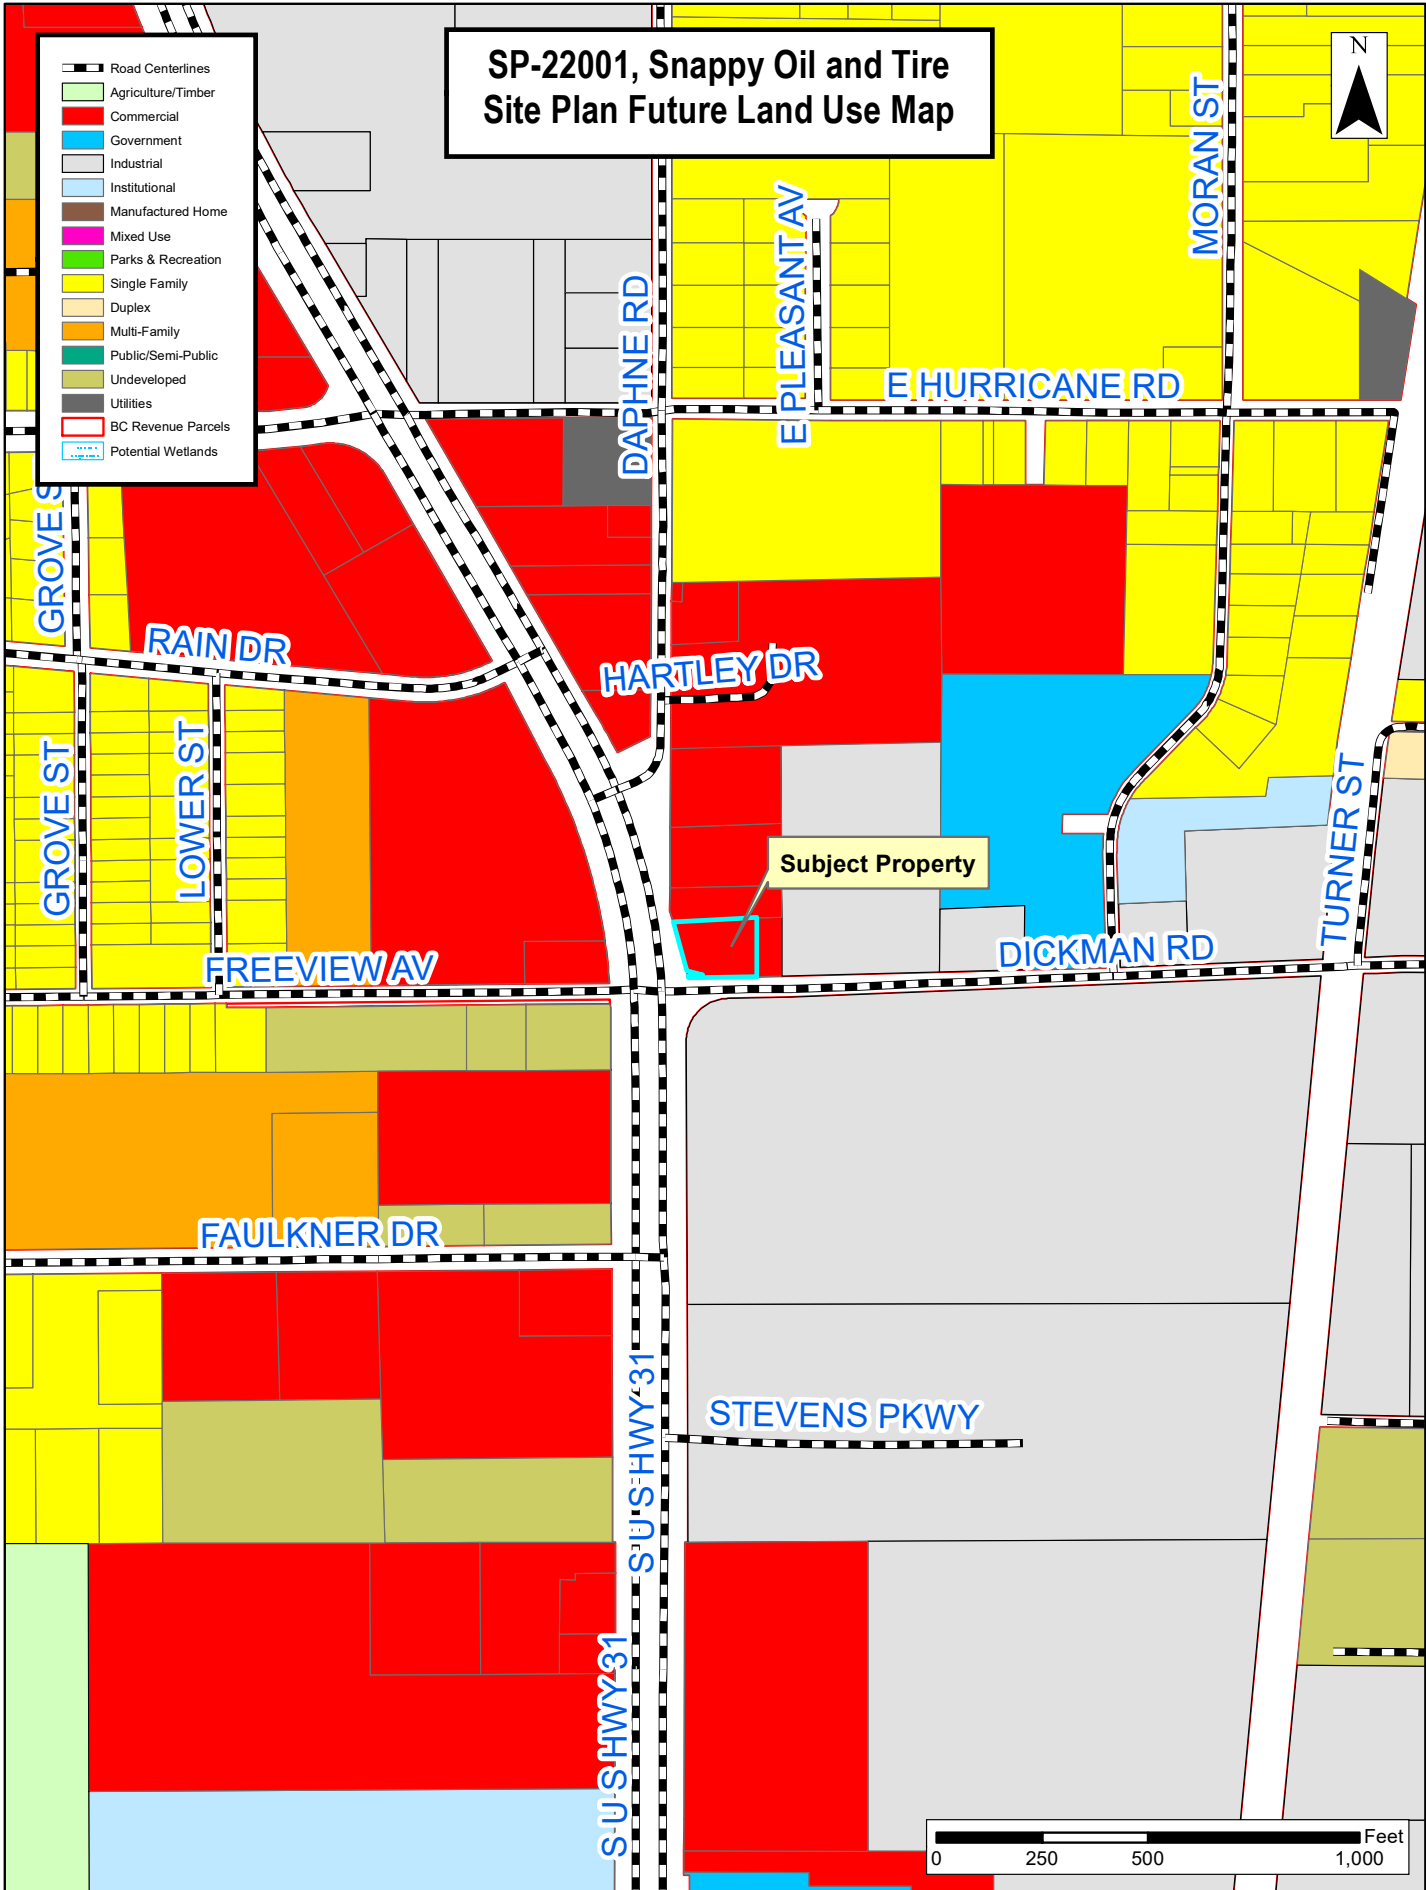 SP-22001, Snappy Oil and Tire
Site Plan Future Land Use Map
N
Road Centerlines
Agriculture/Timber
Commercial
Government
Industrial
Institutional
Manufactured Home
Mixed Use
Parks & Recreation
Single Family
Duplex
Multi-Family
Public/Semi-Public
Undeveloped
Utilities
BC Revenue Parcels
Potential Wetlands
MORAN ST
E PLEASANT AV
DAPHNE RD
E HURRICANE RD
GROVE S
RAIN DR
HARTLEY DR
GROVE ST
LOWER ST
TURNER ST
Subject Property
FREEVIEW AV
DICKMAN RD
FAULKNER DR
S U S HWY 31
STEVENS PKWY
S U S HWY 31
Feet
0 250 500 1,000